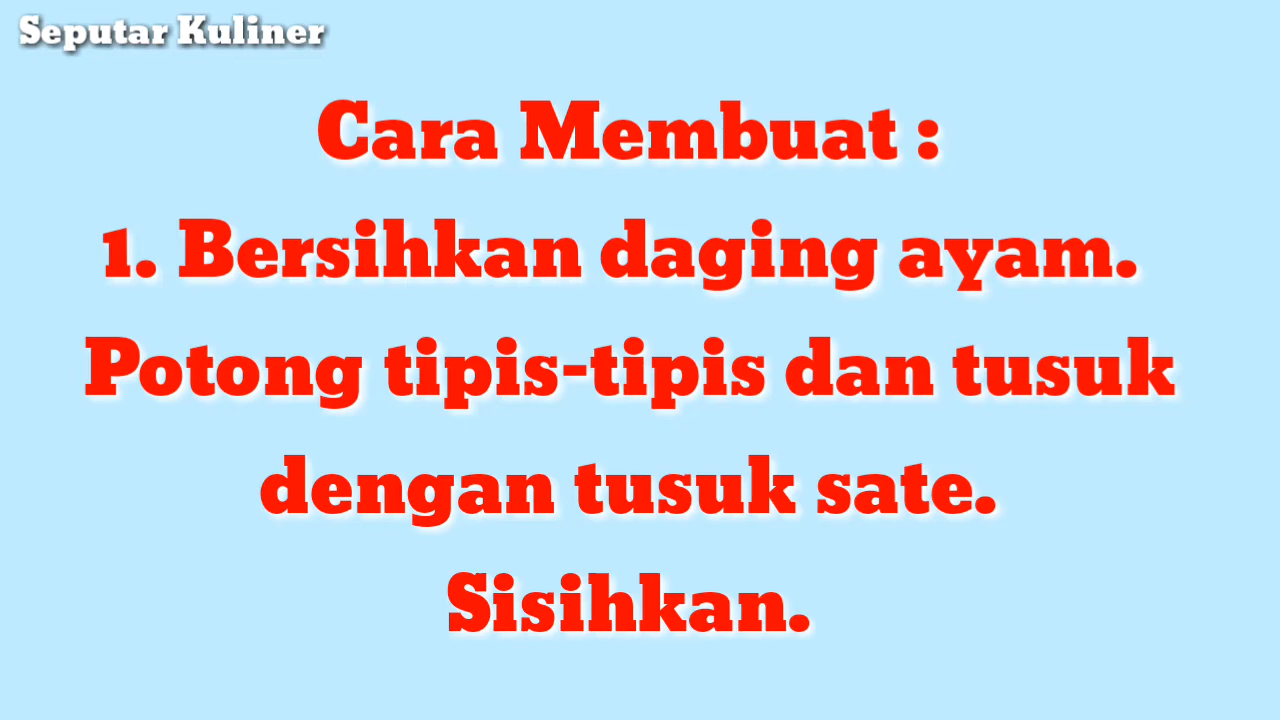 Seputar Kuliner
Cara Membuat :
1. Bersihkan daging ayam.
Potong tipis-tipis dan tusuk
dengan tusuk sate.
Sisihkan.